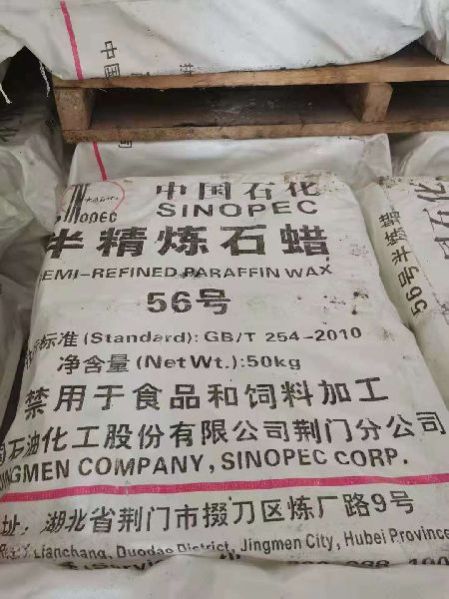 中国石化
SINOPEC
半精炼石蜡
SEMI-REFINED PARAFFIN WAX
56号
标准(Standard): GB/T 254-2010
净含量(NetWt.):50kg
禁用于食品和饲料加工
国石油化工股份有限公司荆门分公司
JINGMEN COMPANY, SINOPEC CORP.
址: 湖北省荆门市掇刀区炼厂路9号
Lianchang, Duodao District, Jingmen City, Hubei Province